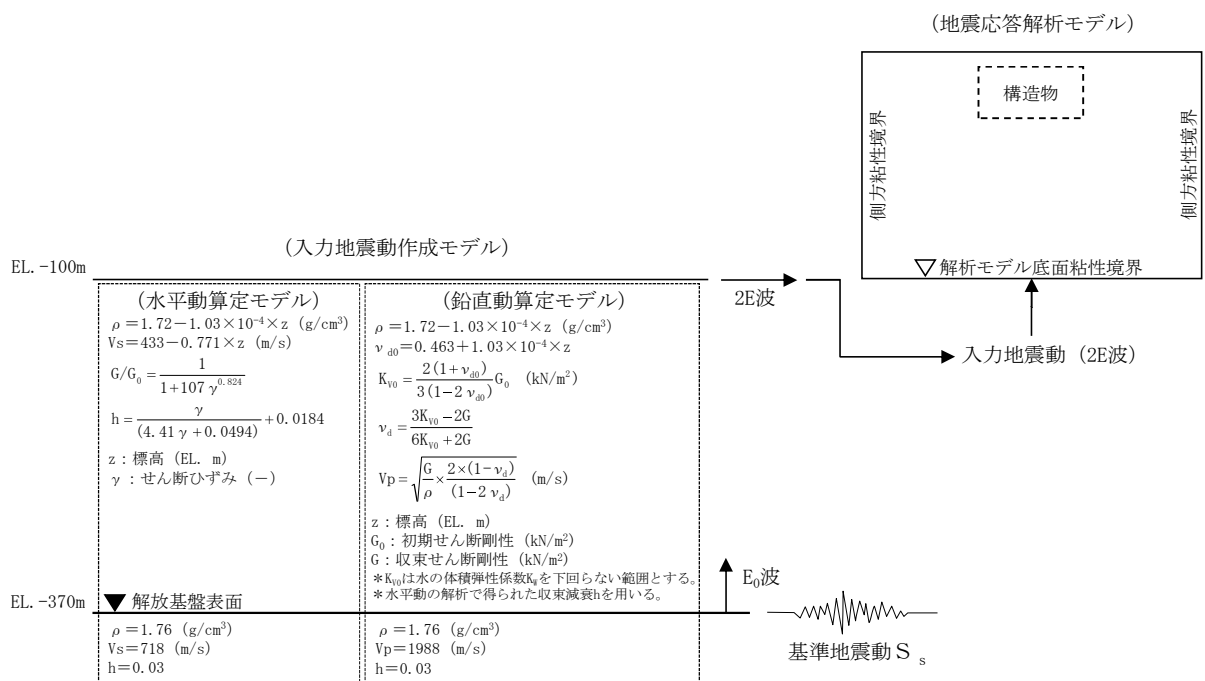 (地震応答解析モデル)
構造物
側方粘性境界
側方粘性境界
▽解析モデル底面粘性境界
(入力地震動作成モデル)
EL.-100m
2E波
入力地震動 (2E波)
(水平動算定モデル)
ρ=1.72-1.03×10⁻⁴×z (g/cm³)
Vs=433-0.771×z (m/s)
G/G₀ = 1/(1+107γ^0.824)
h = γ/(4.41γ+0.0494) +0.0184
z:標高 (EL. m)
γ:せん断ひずみ (-)
(鉛直動算定モデル)
ρ=1.72-1.03×10⁻⁴×z (g/cm³)
ν_d0=0.463+1.03×10⁻⁴×z
K_V0 = 2(1+ν_d0)/3(1-2ν_d0) G₀ (kN/m²)
ν_d = (3K_V0-2G)/(6K_V0+2G)
Vp = √(G/ρ × 2×(1-ν_d)/(1-2ν_d)) (m/s)
z:標高 (EL. m)
G₀:初期せん断剛性 (kN/m²)
G:収束せん断剛性 (kN/m²)
*K_V0は水の体積弾性係数K_Wを下回らない範囲とする。
*水平動の解析で得られた収束減衰hを用いる。
E₀波
EL.-370m
▼解放基盤表面
ρ=1.76 (g/cm³)
Vs=718 (m/s)
h=0.03
ρ=1.76 (g/cm³)
Vp=1988 (m/s)
h=0.03
基準地震動Ss